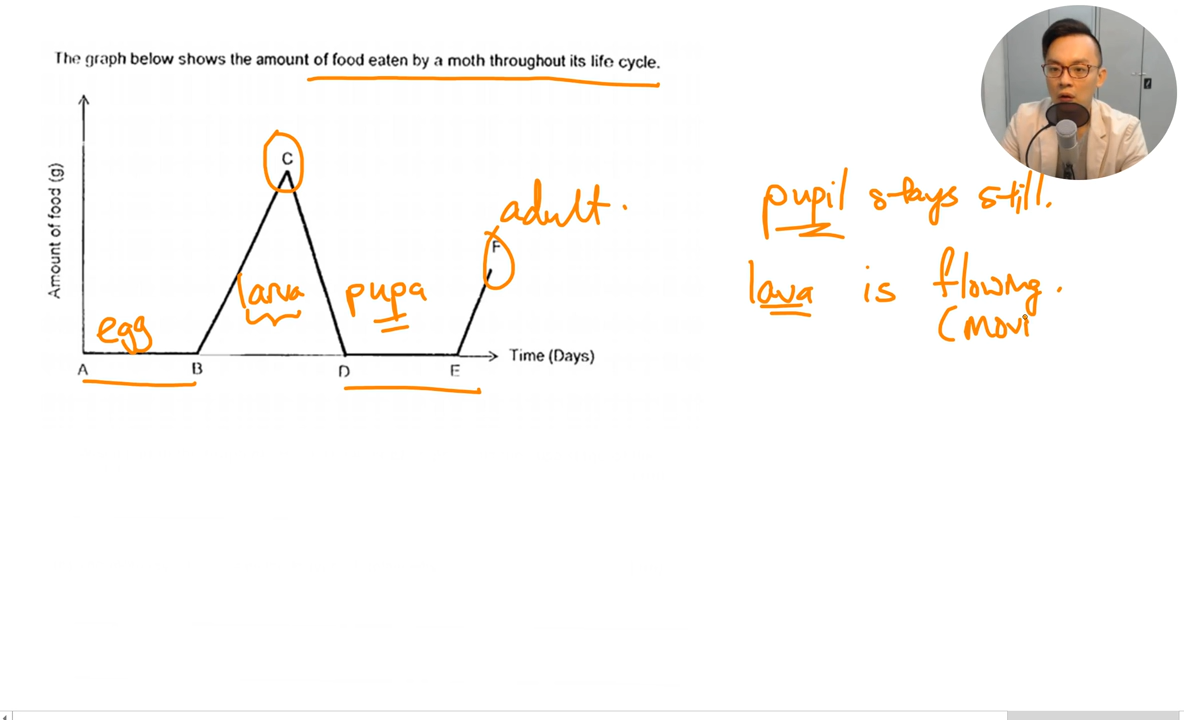 The graph below shows the amount of food eaten by a moth throughout its life cycle.
Amount of food (g)
C
F
adult.
larva
pupa
egg
A
B
D
E
Time (Days)
pupil stays still.
lava is flowing.
(movi